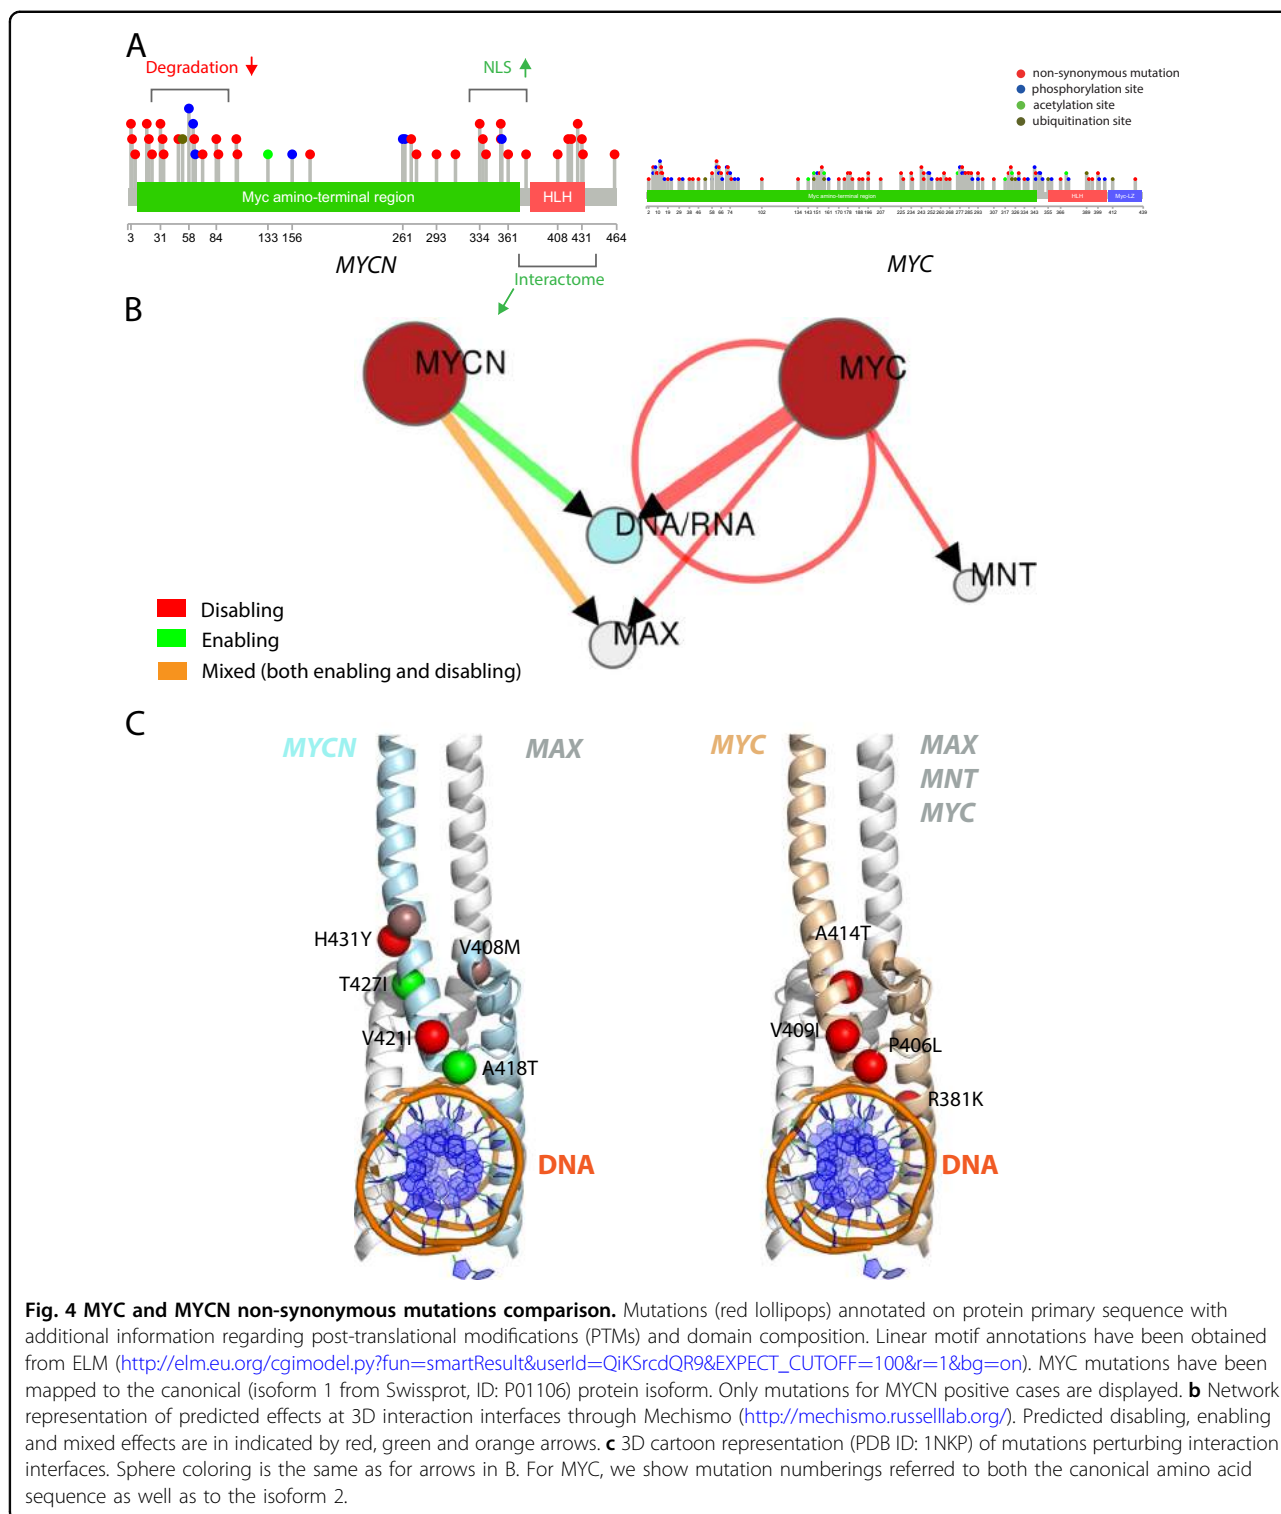 A
Degradation
NLS
non-synonymous mutation
phosphorylation site
acetylation site
ubiquitination site
Myc amino-terminal region
HLH
Myc amino-terminal region
HLH
Myc-LZ
3 31 58 84 133 156 261 293 334 361 408 431 464
MYCN
MYC
Interactome
B
MYCN
MYC
DNA/RNA
MNT
MAX
Disabling
Enabling
Mixed (both enabling and disabling)
C
MYCN
MAX
MYC
MAX
MNT
MYC
H431Y
V408M
T427I
V421I
A418T
DNA
A414T
V409I
P406L
R381K
DNA
Fig. 4 MYC and MYCN non-synonymous mutations comparison. Mutations (red lollipops) annotated on protein primary sequence with
additional information regarding post-translational modifications (PTMs) and domain composition. Linear motif annotations have been obtained
from ELM (http://elm.eu.org/cgimodel.py?fun=smartResult&userId=QiKSrcdQR9&EXPECT_CUTOFF=100&r=1&bg=on). MYC mutations have been
mapped to the canonical (isoform 1 from Swissprot, ID: P01106) protein isoform. Only mutations for MYCN positive cases are displayed. b Network
representation of predicted effects at 3D interaction interfaces through Mechismo (http://mechismo.russelllab.org/). Predicted disabling, enabling
and mixed effects are in indicated by red, green and orange arrows. c 3D cartoon representation (PDB ID: 1NKP) of mutations perturbing interaction
interfaces. Sphere coloring is the same as for arrows in B. For MYC, we show mutation numberings referred to both the canonical amino acid
sequence as well as to the isoform 2.